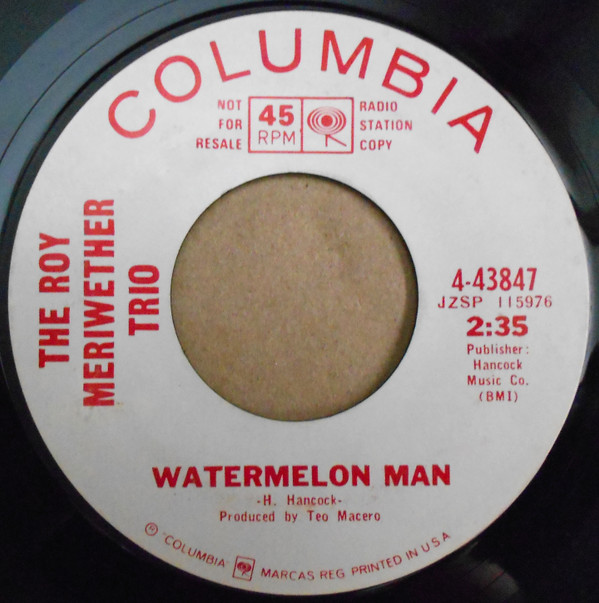 COLUMBIA
NOT
FOR
RESALE
45
RPM
RADIO
STATION
COPY
THE ROY
MERIWETHER
TRIO
4-43847
JZSP 115976
2:35
Publisher:
Hancock
Music Co.
(BMI)
WATERMELON MAN
-H. Hancock-
Produced by Teo Macero
® "COLUMBIA" MARCAS REG. PRINTED IN U.S.A.